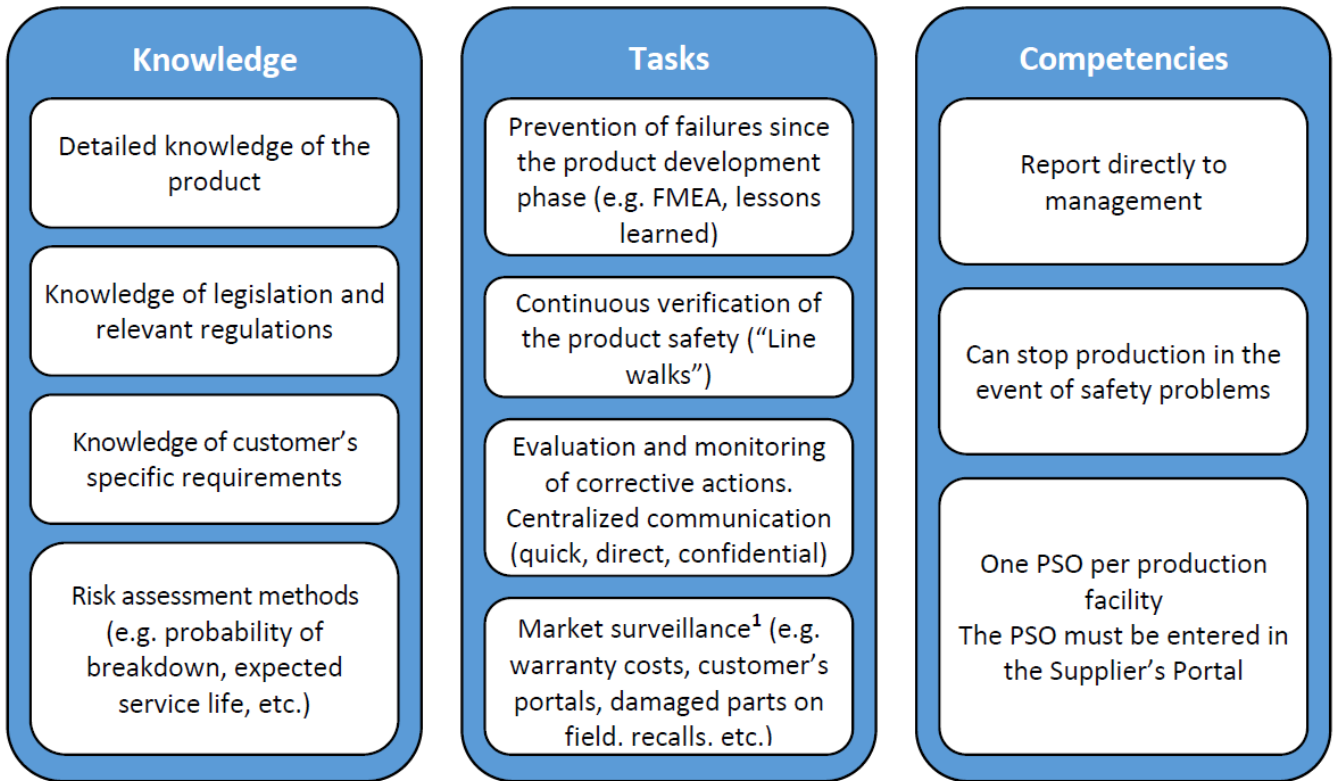 Knowledge
Detailed knowledge of the
product
Knowledge of legislation and
relevant regulations
Knowledge of customer’s
specific requirements
Risk assessment methods
(e.g. probability of
breakdown, expected
service life, etc.)
Tasks
Prevention of failures since
the product development
phase (e.g. FMEA, lessons
learned)
Continuous verification of
the product safety (“Line
walks”)
Evaluation and monitoring
of corrective actions.
Centralized communication
(quick, direct, confidential)
Market surveillance¹ (e.g.
warranty costs, customer’s
portals, damaged parts on
field, recalls, etc.)
Competencies
Report directly to
management
Can stop production in the
event of safety problems
One PSO per production
facility
The PSO must be entered in
the Supplier’s Portal